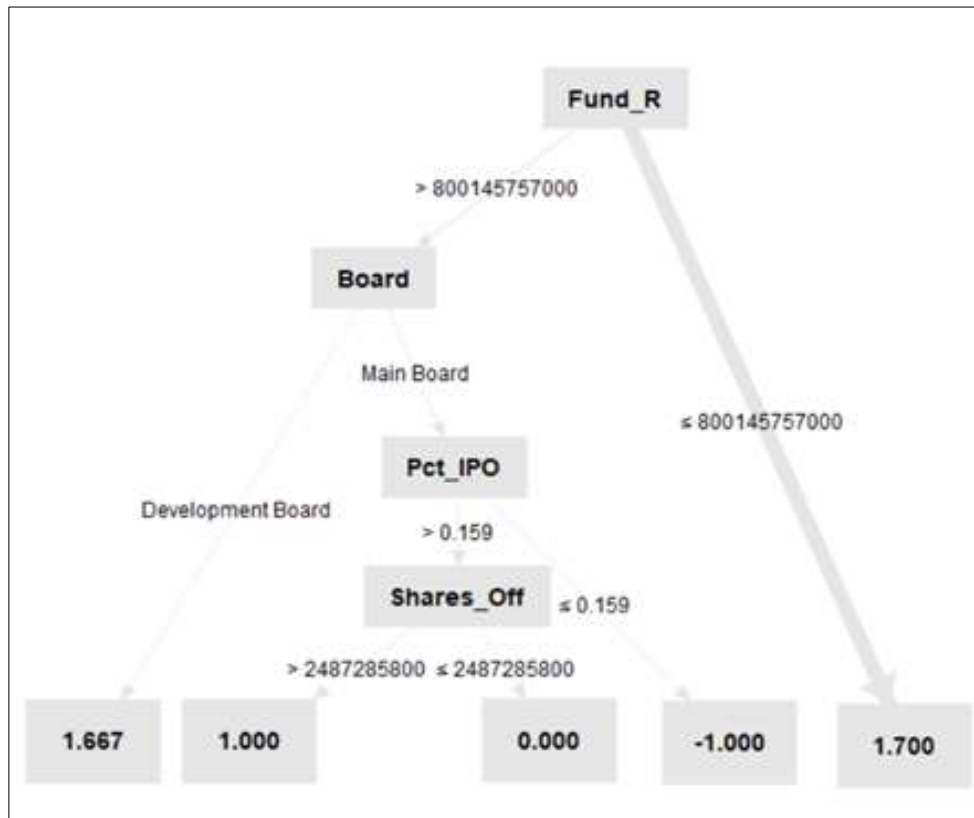 Fund_R
> 800145757000
Board
Main Board
≤ 800145757000
Pct_IPO
Development Board
> 0.159
Shares_Off
≤ 0.159
> 2487285800 ≤ 2487285800
1.667 1.000 0.000 -1.000 1.700